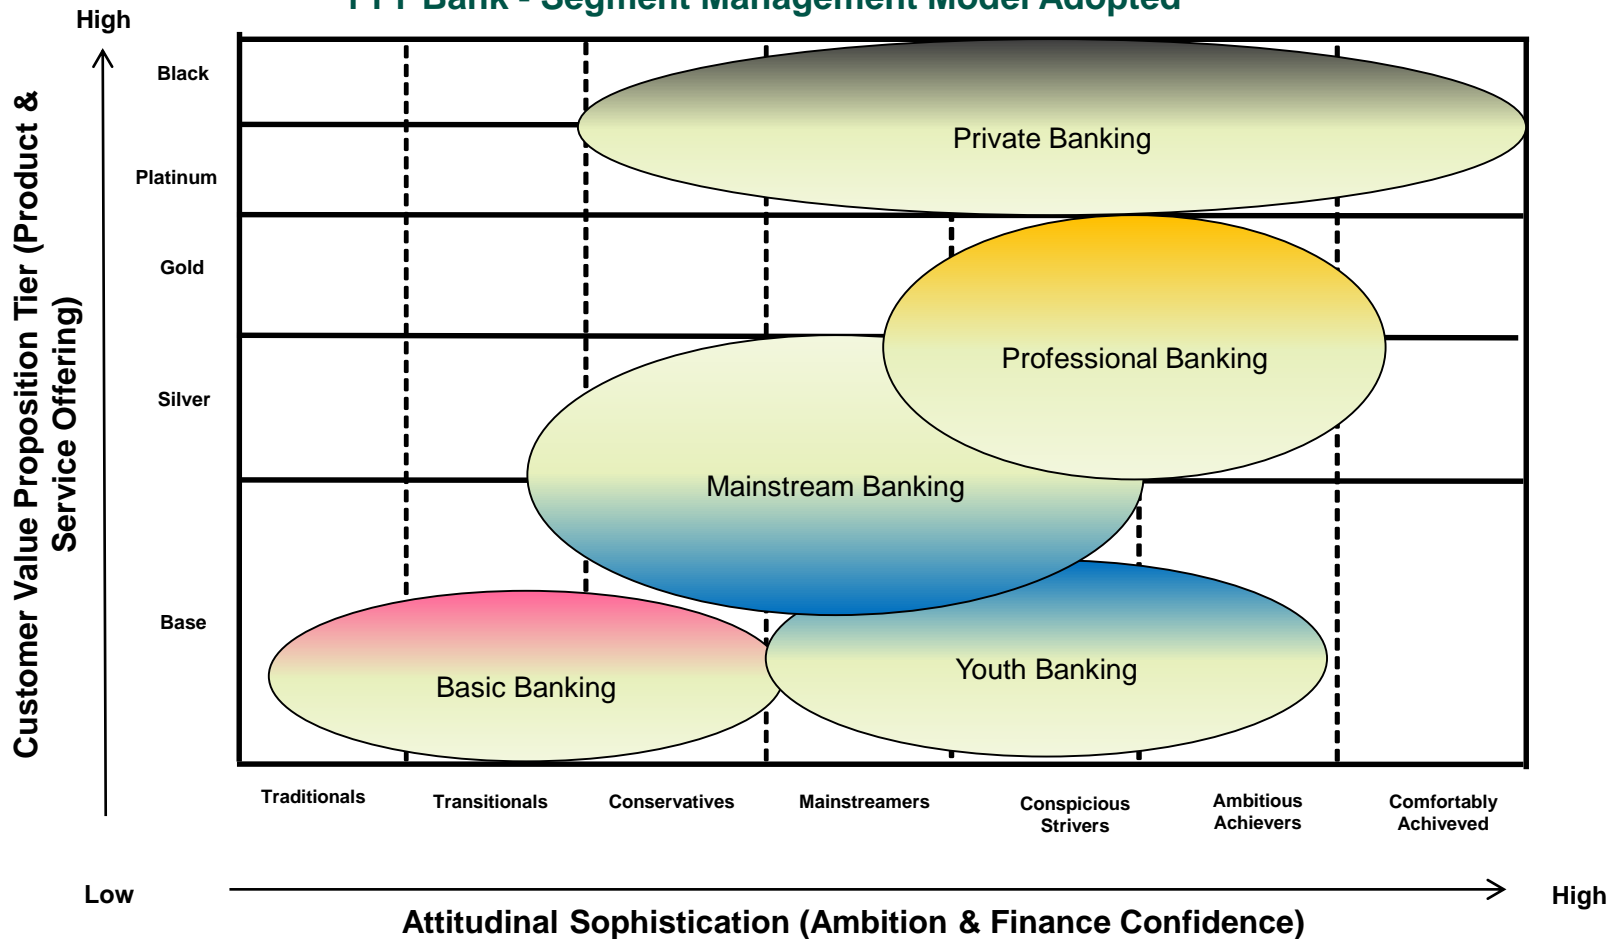 Bank - Segment Management Model Adopted
High
Black
Private Banking
Platinum
Gold
Professional Banking
Silver
Mainstream Banking
Base
Youth Banking
Basic Banking
Customer Value Proposition Tier (Product &
Service Offering)
Traditionals
Transitionals
Conservatives
Mainstreamers
Conspicious
Strivers
Ambitious
Achievers
Comfortably
Achiveved
Low
High
Attitudinal Sophistication (Ambition & Finance Confidence)